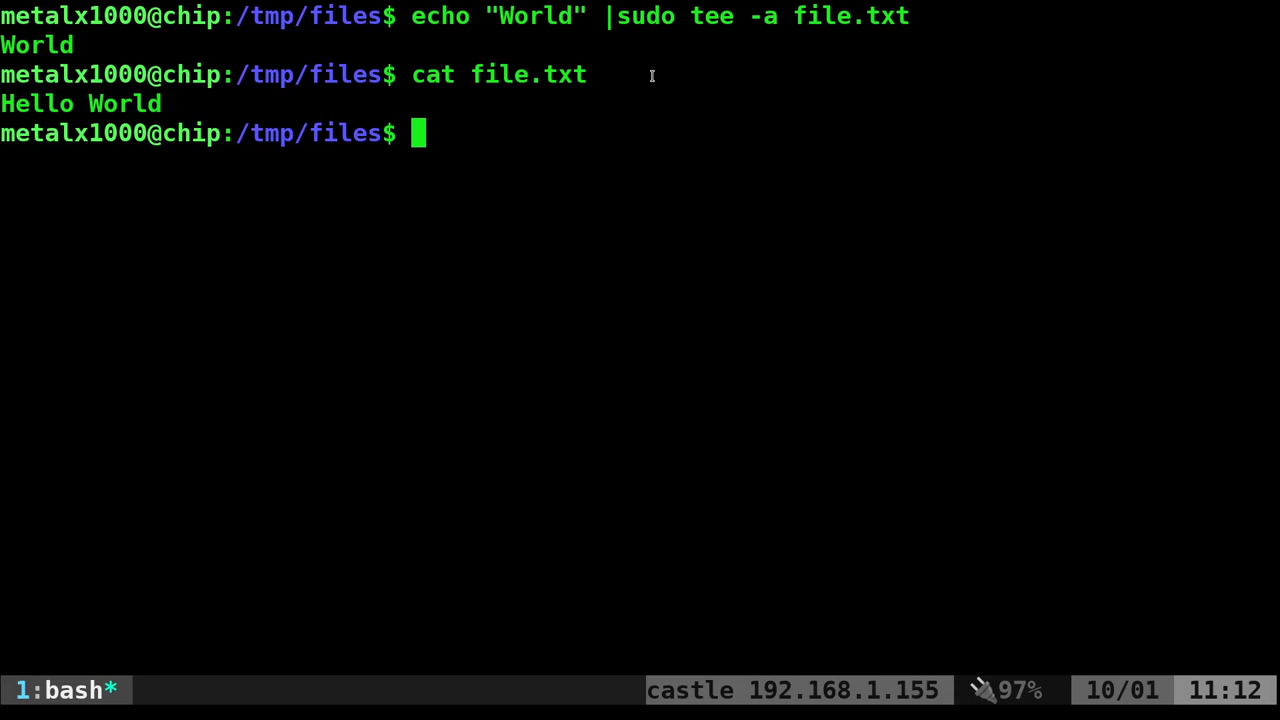 metalx1000@chip:/tmp/files$ echo "World" |sudo tee -a file.txt
World
metalx1000@chip:/tmp/files$ cat file.txt
Hello World
metalx1000@chip:/tmp/files$
1:bash* castle 192.168.1.155 🔌97% 10/01 11:12